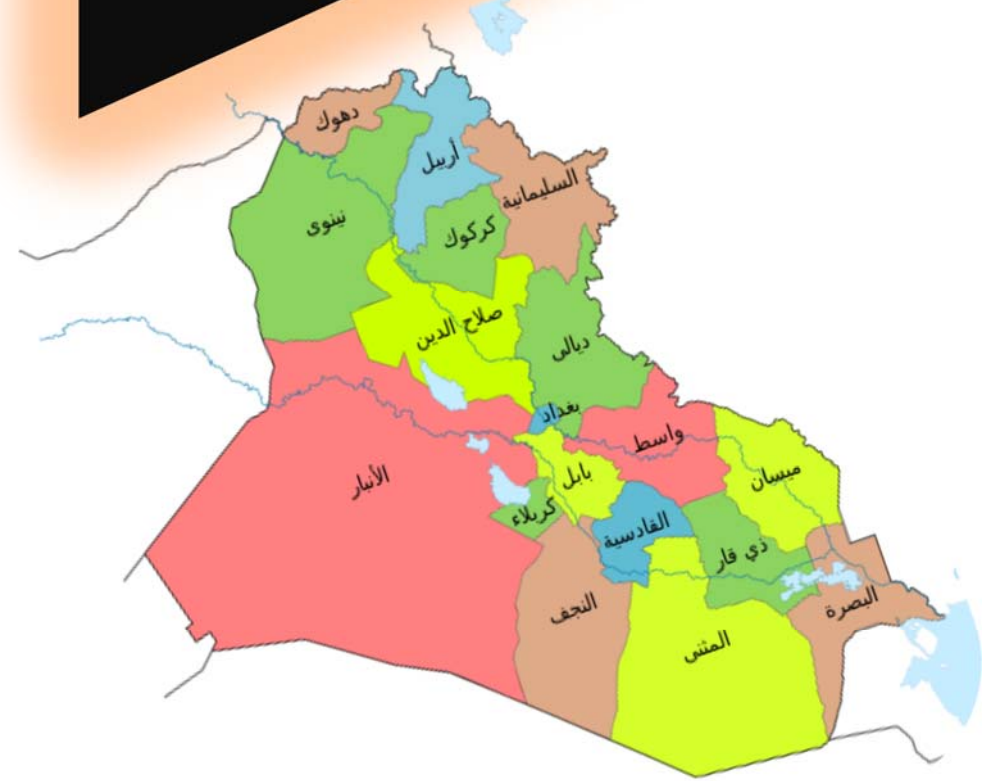 دهوك
أربيل
السليمانية
نينوى
كركوك
صلاح الدين
ديالى
بغداد
واسط
الأنبار
بابل
ميسان
كربلاء
القادسية
ذي قار
النجف
البصرة
المثنى